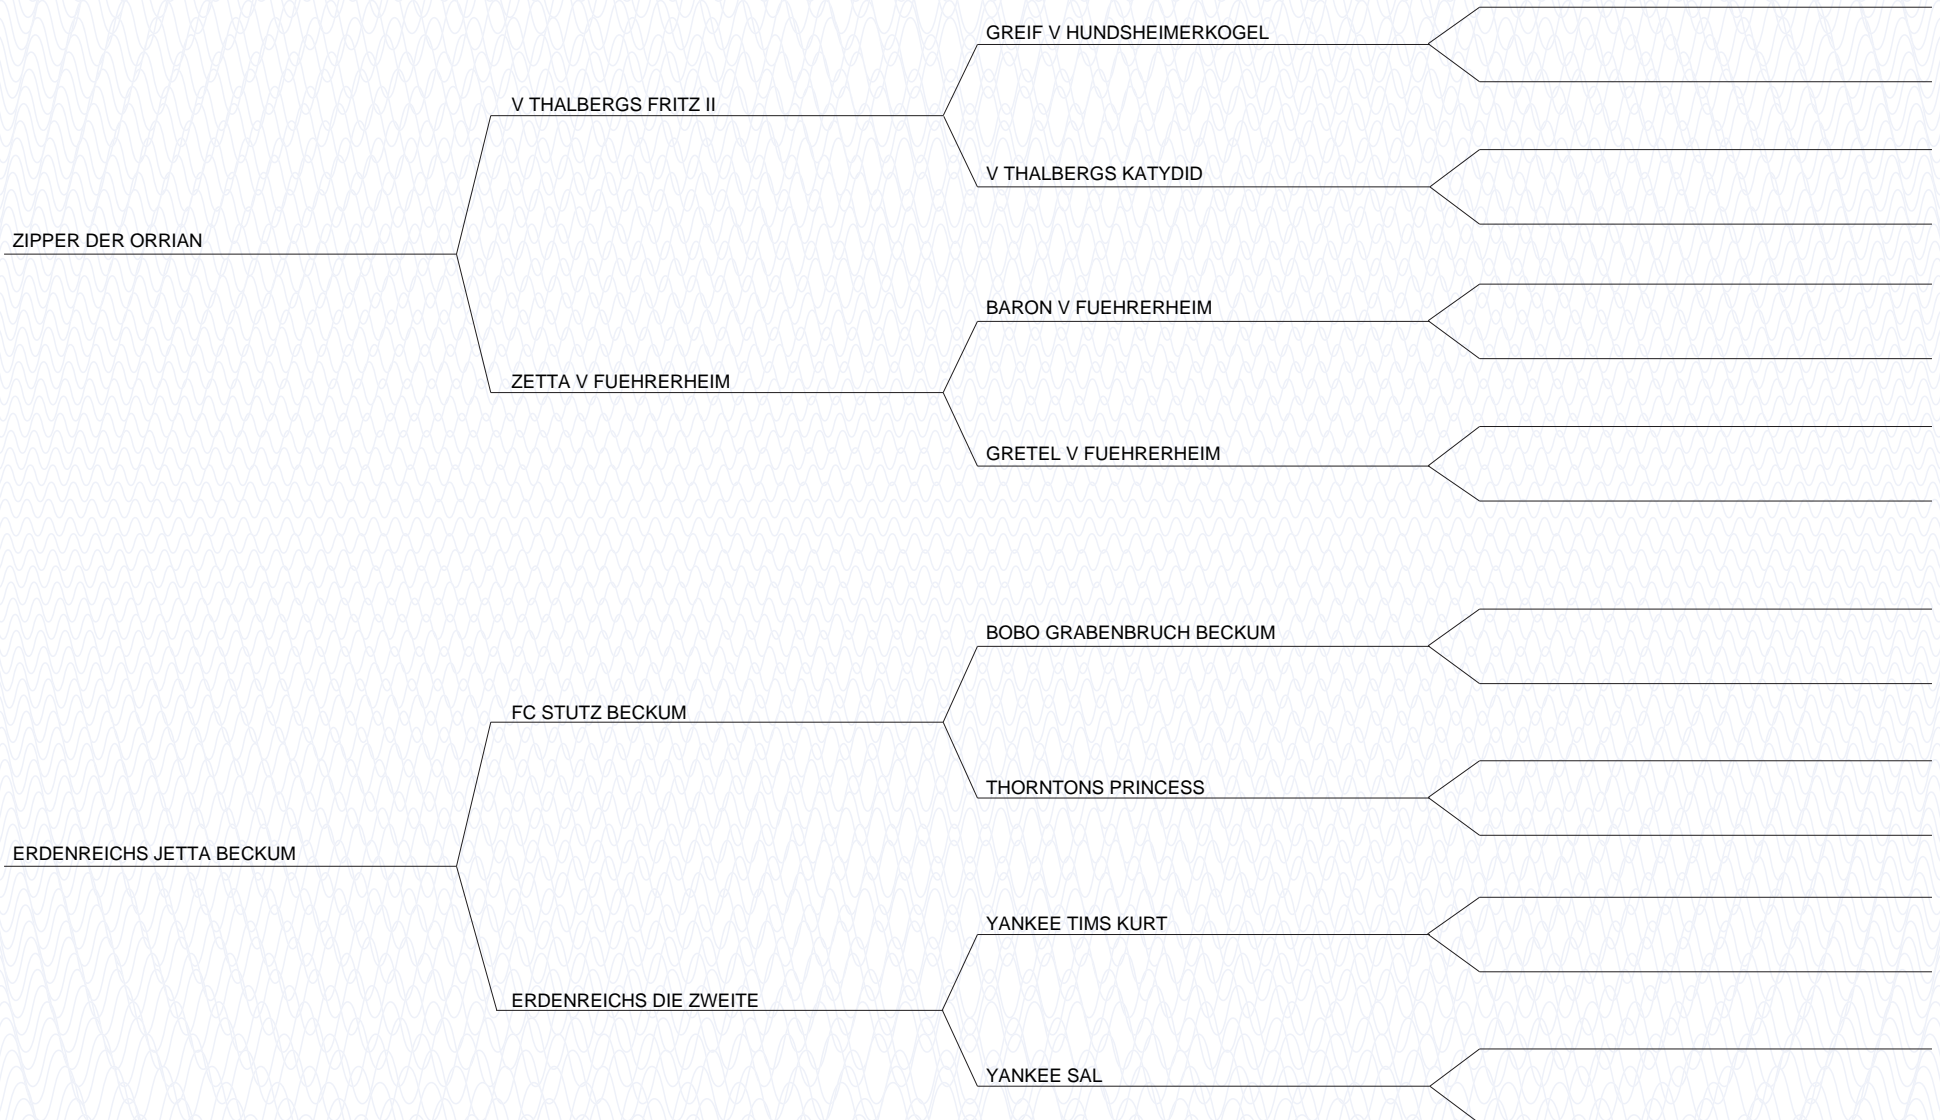 GREIF V HUNDSHEIMERKOGEL
V THALBERGS FRITZ II
V THALBERGS KATYDID
ZIPPER DER ORRIAN
BARON V FUEHRERHEIM
ZETTA V FUEHRERHEIM
GRETEL V FUEHRERHEIM
BOBO GRABENBRUCH BECKUM
FC STUTZ BECKUM
THORNTONS PRINCESS
ERDENREICHS JETTA BECKUM
YANKEE TIMS KURT
ERDENREICHS DIE ZWEITE
YANKEE SAL